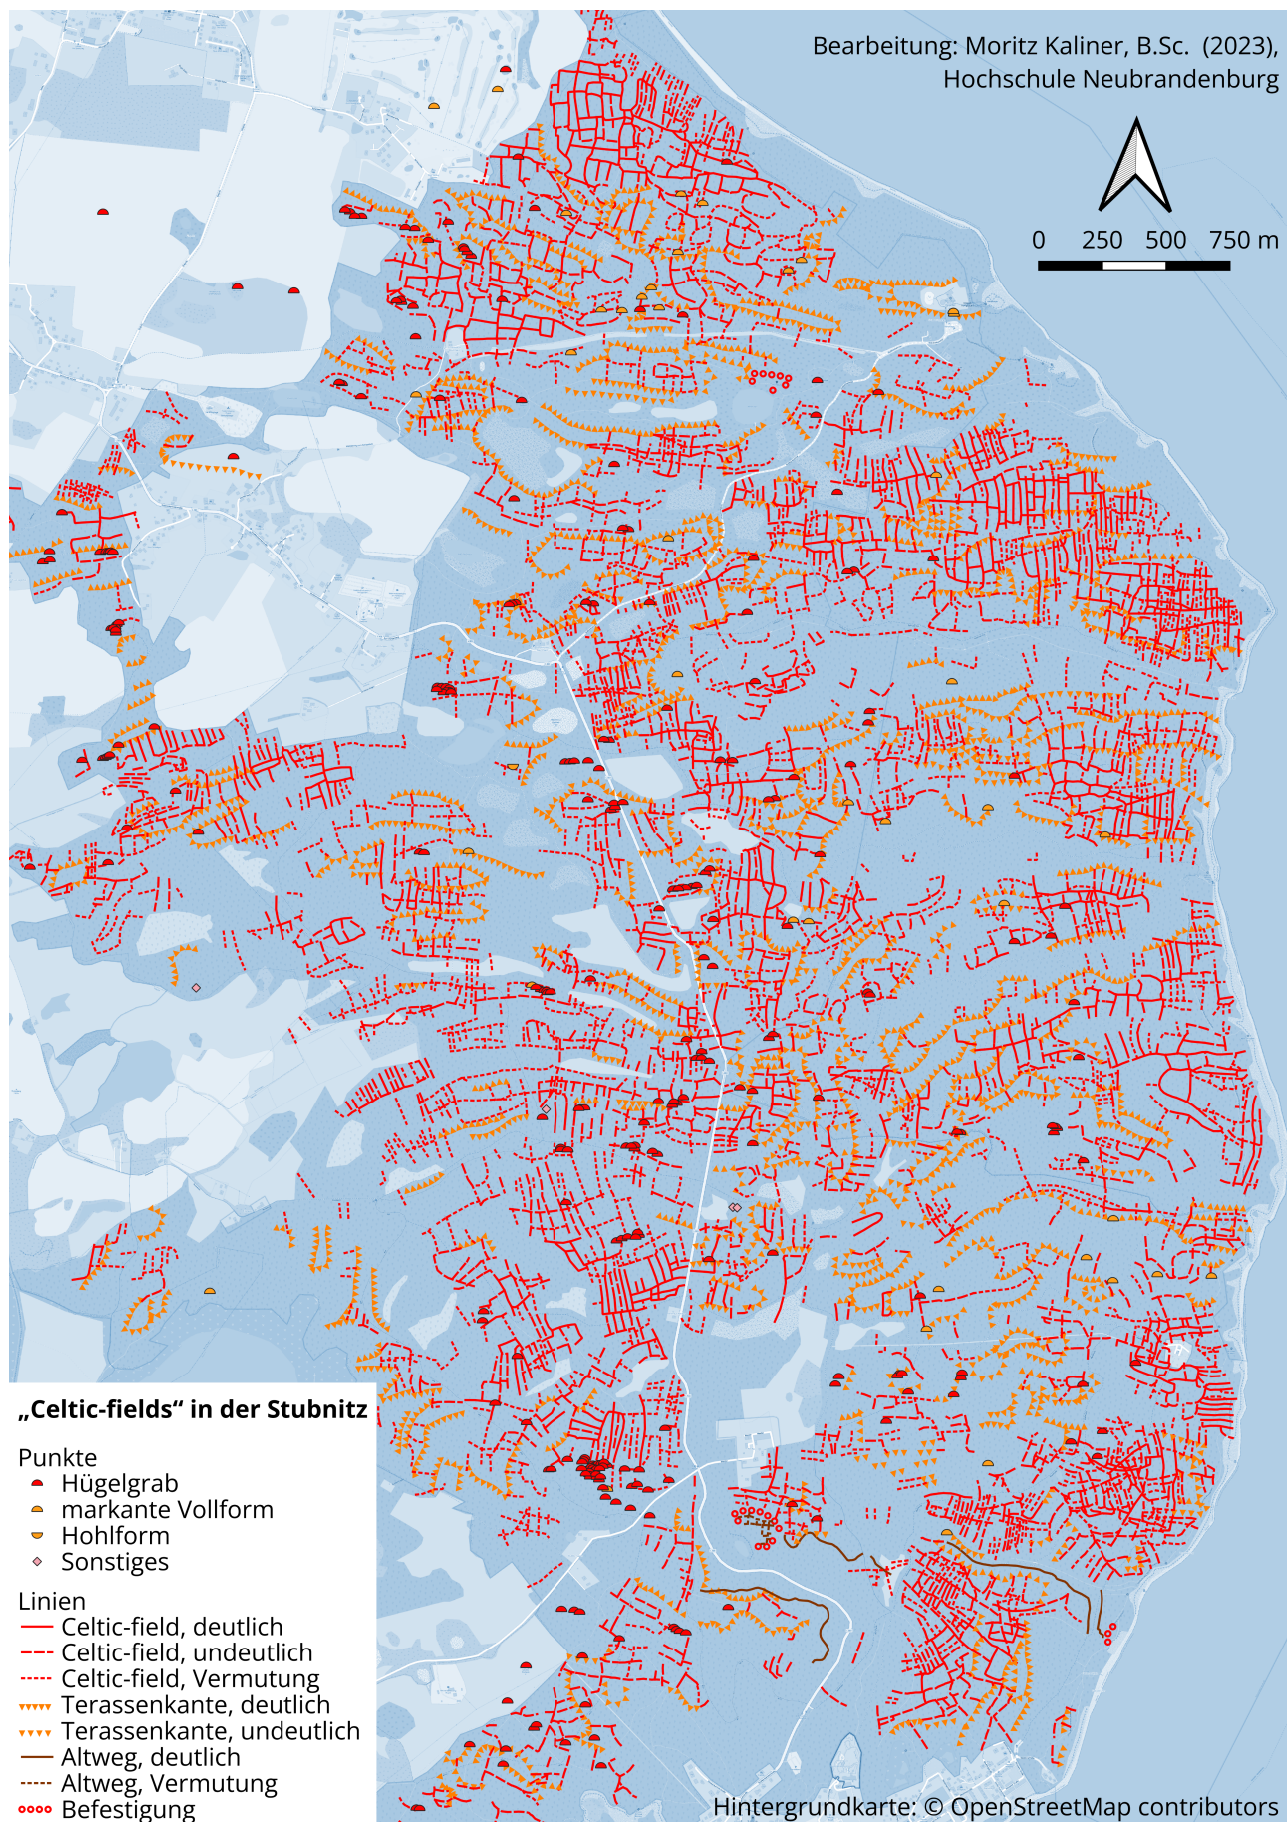 Bearbeitung: Moritz Kaliner, B.Sc. (2023),
Hochschule Neubrandenburg
0 250 500 750 m
„Celtic-fields“ in der Stubnitz
Punkte
Hügelgrab
markante Vollform
Hohlform
Sonstiges
Linien
Celtic-field, deutlich
Celtic-field, undeutlich
Celtic-field, Vermutung
Terassenkante, deutlich
Terassenkante, undeutlich
Altweg, deutlich
Altweg, Vermutung
Befestigung
Hintergrundkarte: © OpenStreetMap contributors